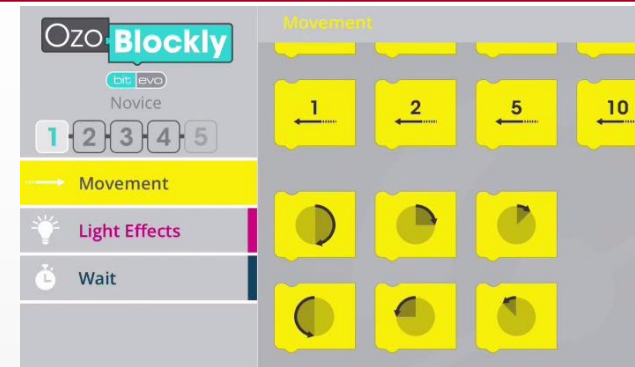 Ozo Blockly
bit evo
Novice
1 2 3 4 5
Movement
Light Effects
Wait
Movement
1 2 5 10